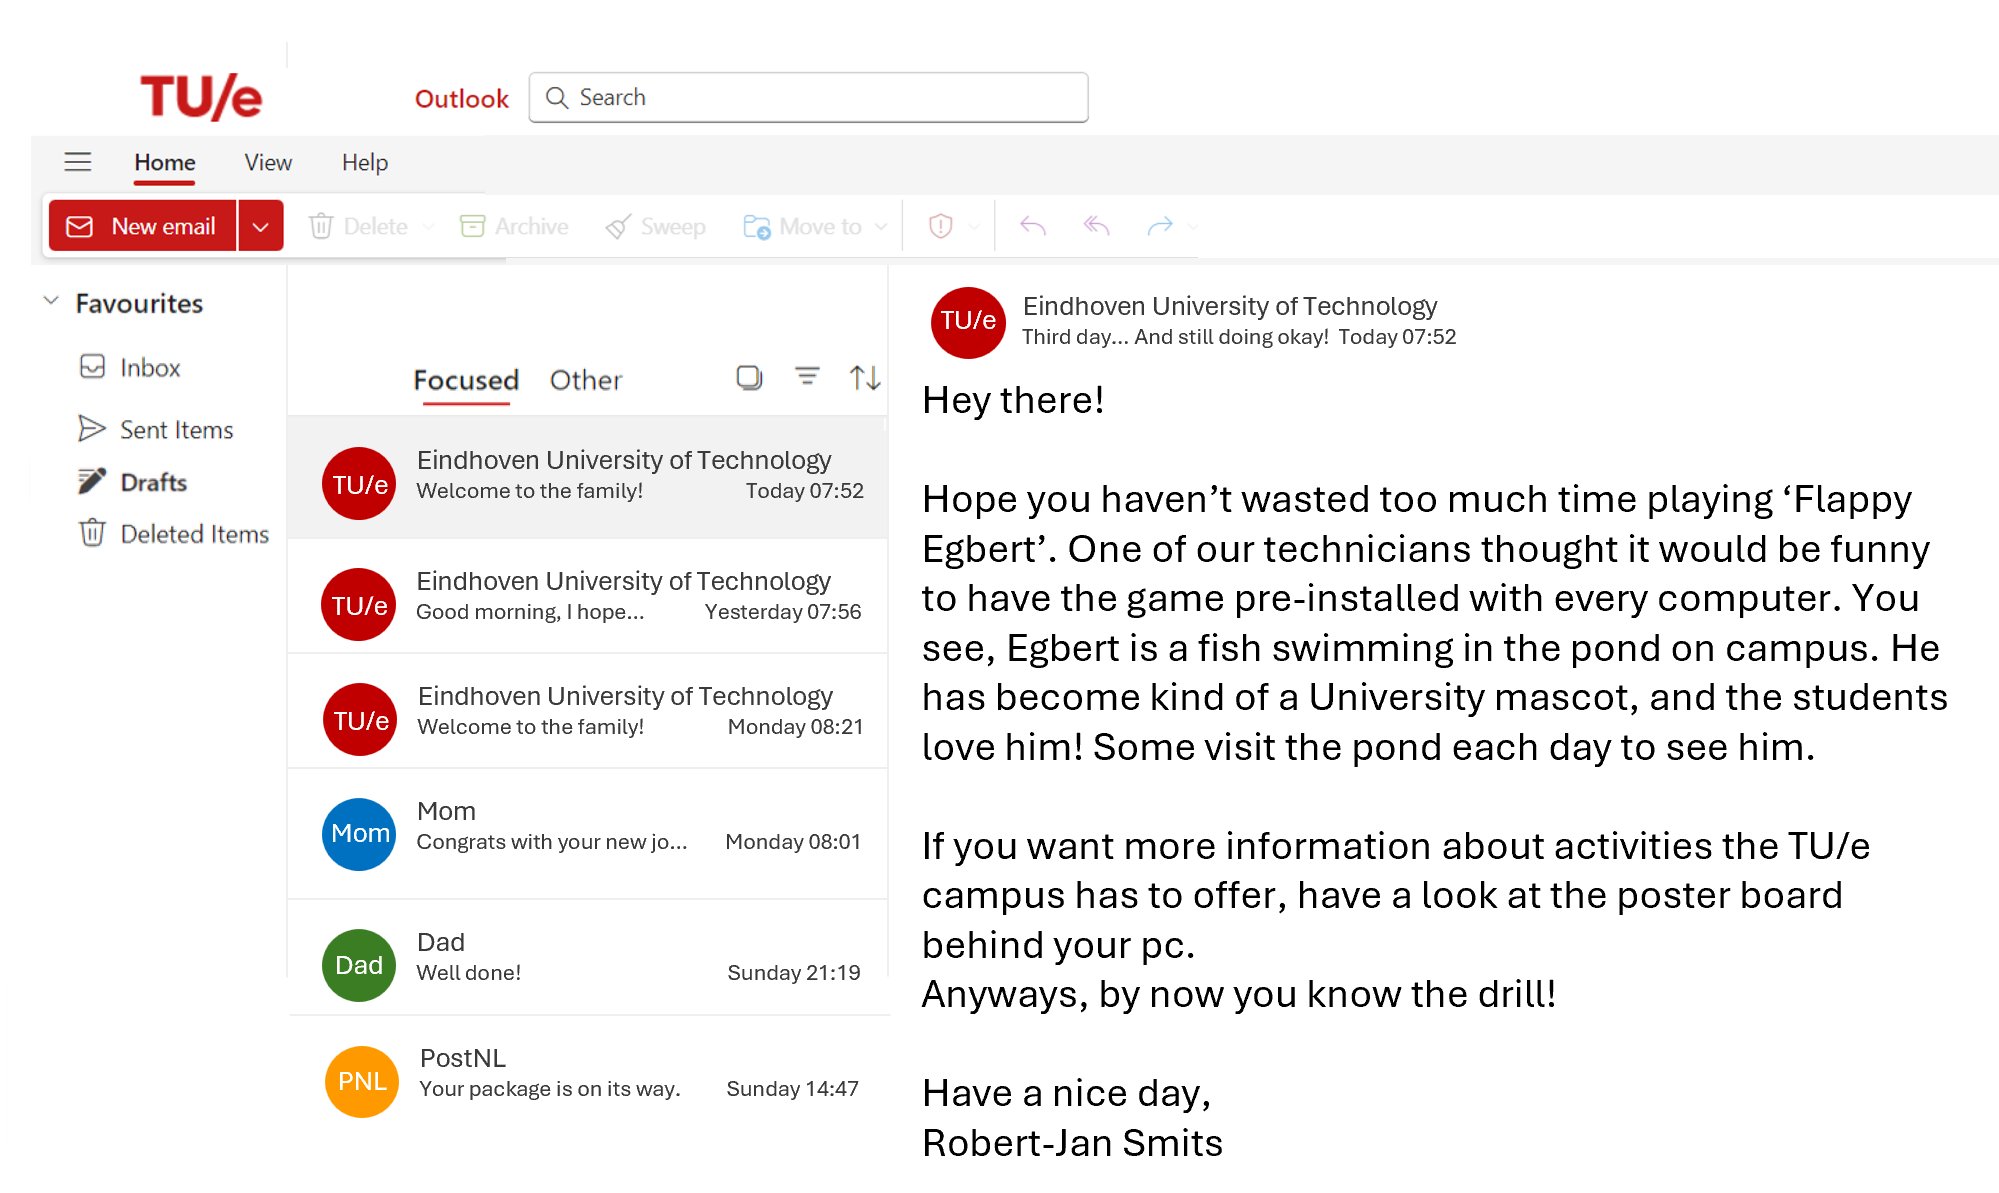 TU/e
Outlook
Search
Home View Help
New email Delete Archive Sweep Move to
Favourites
Inbox
Sent Items
Drafts
Deleted Items
Focused Other
TU/e
Eindhoven University of Technology
Welcome to the family! Today 07:52
TU/e
Eindhoven University of Technology
Good morning, I hope... Yesterday 07:56
TU/e
Eindhoven University of Technology
Welcome to the family! Monday 08:21
Mom
Mom
Congrats with your new jo... Monday 08:01
Dad
Dad
Well done! Sunday 21:19
PNL
PostNL
Your package is on its way. Sunday 14:47
TU/e
Eindhoven University of Technology
Third day... And still doing okay! Today 07:52
Hey there!
Hope you haven’t wasted too much time playing ‘Flappy
Egbert’. One of our technicians thought it would be funny
to have the game pre-installed with every computer. You
see, Egbert is a fish swimming in the pond on campus. He
has become kind of a University mascot, and the students
love him! Some visit the pond each day to see him.
If you want more information about activities the TU/e
campus has to offer, have a look at the poster board
behind your pc.
Anyways, by now you know the drill!
Have a nice day,
Robert-Jan Smits